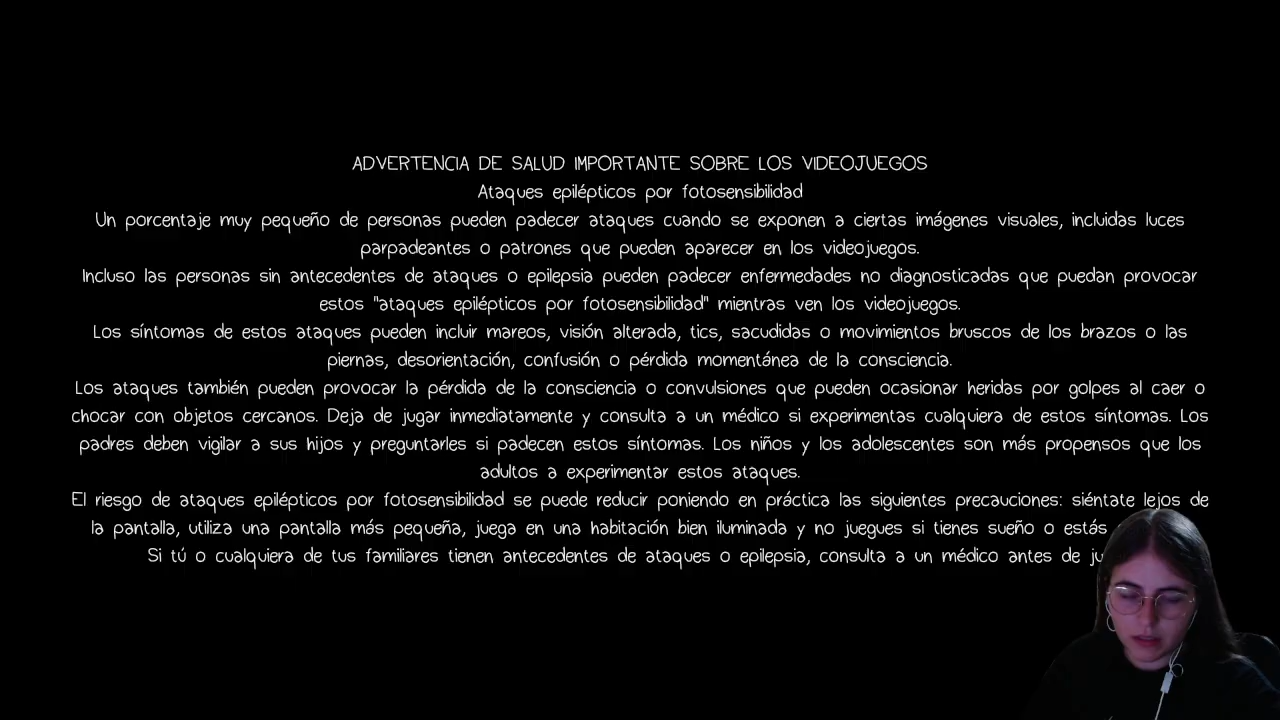 ADVERTENCIA DE SALUD IMPORTANTE SOBRE LOS VIDEOJUEGOS
Ataques epilépticos por fotosensibilidad
Un porcentaje muy pequeño de personas pueden padecer ataques cuando se exponen a ciertas imágenes visuales, incluidas luces
parpadeantes o patrones que pueden aparecer en los videojuegos.
Incluso las personas sin antecedentes de ataques o epilepsia pueden padecer enfermedades no diagnosticadas que puedan provocar
estos "ataques epilépticos por fotosensibilidad" mientras ven los videojuegos.
Los síntomas de estos ataques pueden incluir mareos, visión alterada, tics, sacudidas o movimientos bruscos de los brazos o las
piernas, desorientación, confusión o pérdida momentánea de la consciencia.
Los ataques también pueden provocar la pérdida de la consciencia o convulsiones que pueden ocasionar heridas por golpes al caer o
chocar con objetos cercanos. Deja de jugar inmediatamente y consulta a un médico si experimentas cualquiera de estos síntomas. Los
padres deben vigilar a sus hijos y preguntarles si padecen estos síntomas. Los niños y los adolescentes son más propensos que los
adultos a experimentar estos ataques.
El riesgo de ataques epilépticos por fotosensibilidad se puede reducir poniendo en práctica las siguientes precauciones: siéntate lejos de
la pantalla, utiliza una pantalla más pequeña, juega en una habitación bien iluminada y no juegues si tienes sueño o estás
Si tú o cualquiera de tus familiares tienen antecedentes de ataques o epilepsia, consulta a un médico antes de